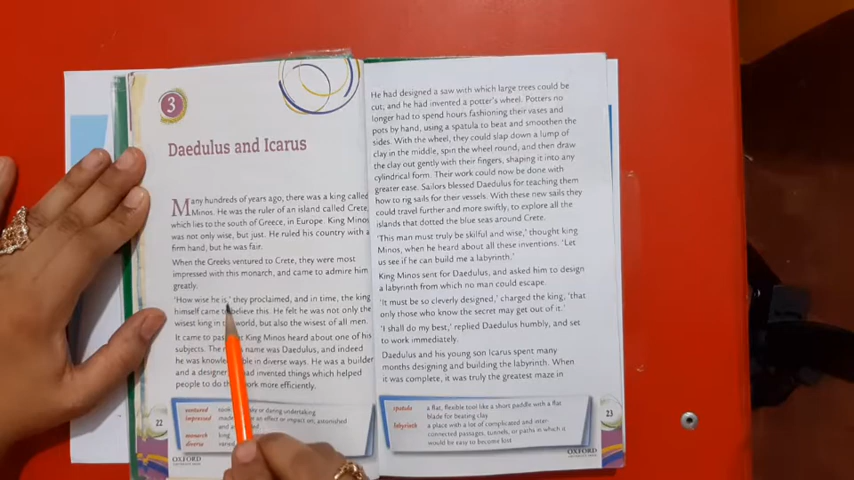 3
Daedulus and Icarus
Many hundreds of years ago, there was a king called
Minos. He was the ruler of an island called Crete,
which lies to the south of Greece, in Europe. King Minos
was not only wise, but just. He ruled his country with a
firm hand, but he was fair.
When the Greeks ventured to Crete, they were most
impressed with this monarch, and came to admire him
greatly.
'How wise he is,' they proclaimed, and in time, the king
himself came to believe this. He felt he was not only the
wisest king in the world, but also the wisest of all men.
It came to pass that King Minos heard about one of his
subjects. The name was Daedulus, and indeed
he was knowledgeable in diverse ways. He was a builder
and a designer, had invented things which helped
people to do work more efficiently.
ventured
impressed
monarch king
diverse
22
OXFORD
He had designed a saw with which large trees could be
cut; and he had invented a potter's wheel. Potters no
longer had to spend hours fashioning their vases and
pots by hand, using a spatula to beat and smoothen the
sides. With the wheel, they could slap down a lump of
clay in the middle, spin the wheel round, and then draw
the clay out gently with their fingers, shaping it into any
cylindrical form. Their work could now be done with
greater ease. Sailors blessed Daedulus for teaching them
how to rig sails for their vessels. With these new sails they
could travel further and more swiftly, to explore all the
islands that dotted the blue seas around Crete.
'This man must truly be skilful and wise,' thought king
Minos, when he heard about all these inventions. 'Let
us see if he can build me a labyrinth.'
King Minos sent for Daedulus, and asked him to design
a labyrinth from which no man could escape.
'It must be so cleverly designed,' charged the king, 'that
only those who know the secret may get out of it.'
'I shall do my best,' replied Daedulus humbly, and set
to work immediately.
Daedulus and his young son Icarus spent many
months designing and building the labyrinth. When
it was complete, it was truly the greatest maze in
spatula a flat, flexible tool like a short paddle with a flat
blade for beating clay
labyrinth a place with a lot of complicated and inter-
connected passages, tunnels, or paths in which it
would be easy to become lost
23
OXFORD